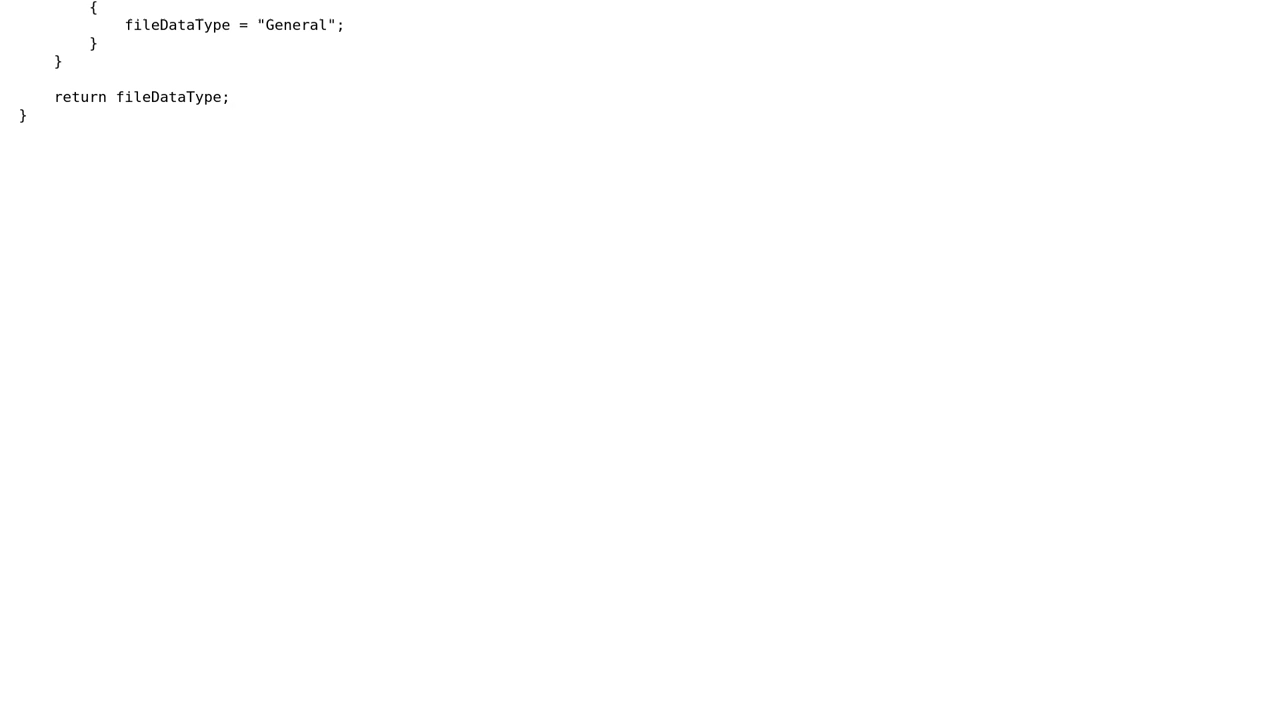 {
            fileDataType = "General";
        }
    }

    return fileDataType;
}